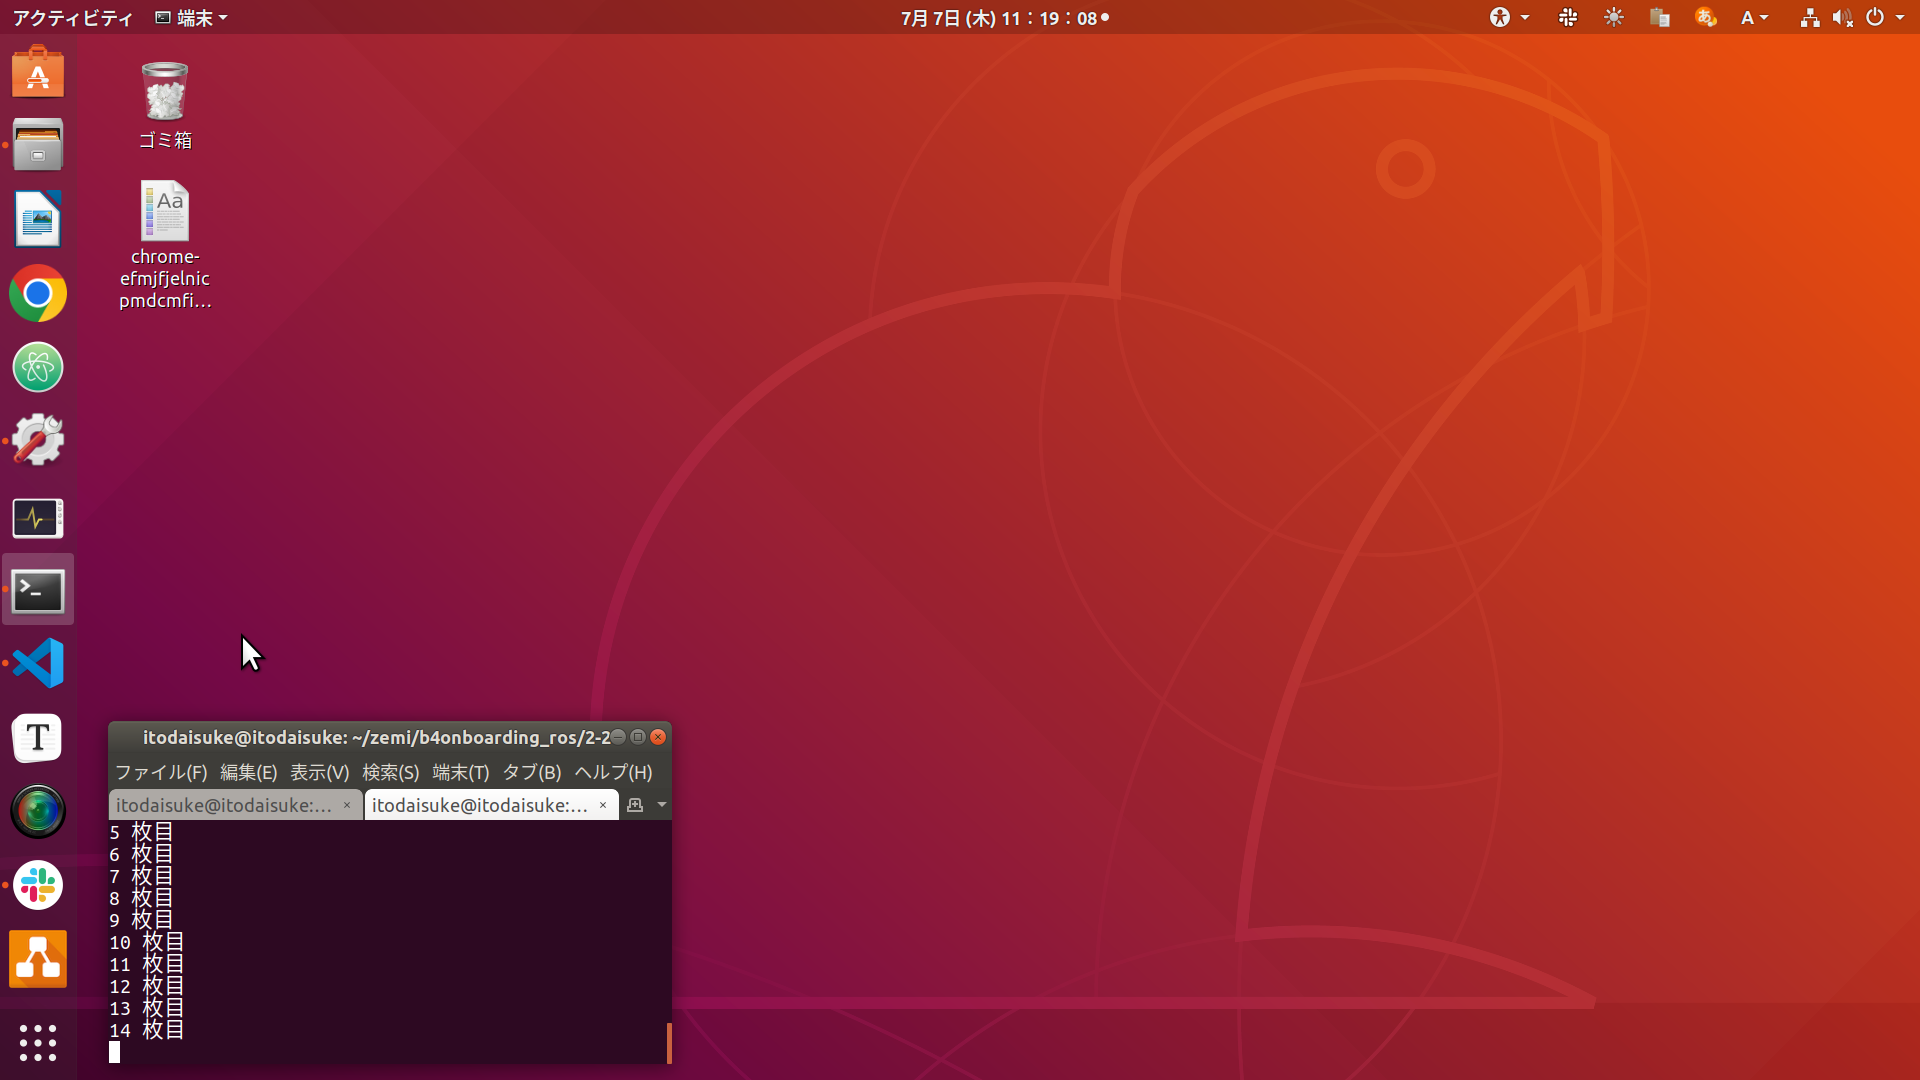 アクティビティ
端末
7月 7日 (木) 11：19：08
あ
A
ゴミ箱
Aa
chrome-
efmjfjelnic
pmdcmfi…
T
itodaisuke@itodaisuke: ~/zemi/b4onboarding_ros/2-2
ファイル(F) 編集(E) 表示(V) 検索(S) 端末(T) タブ(B) ヘルプ(H)
itodaisuke@itodaisuke:… × itodaisuke@itodaisuke:… ×
5 枚目
6 枚目
7 枚目
8 枚目
9 枚目
10 枚目
11 枚目
12 枚目
13 枚目
14 枚目